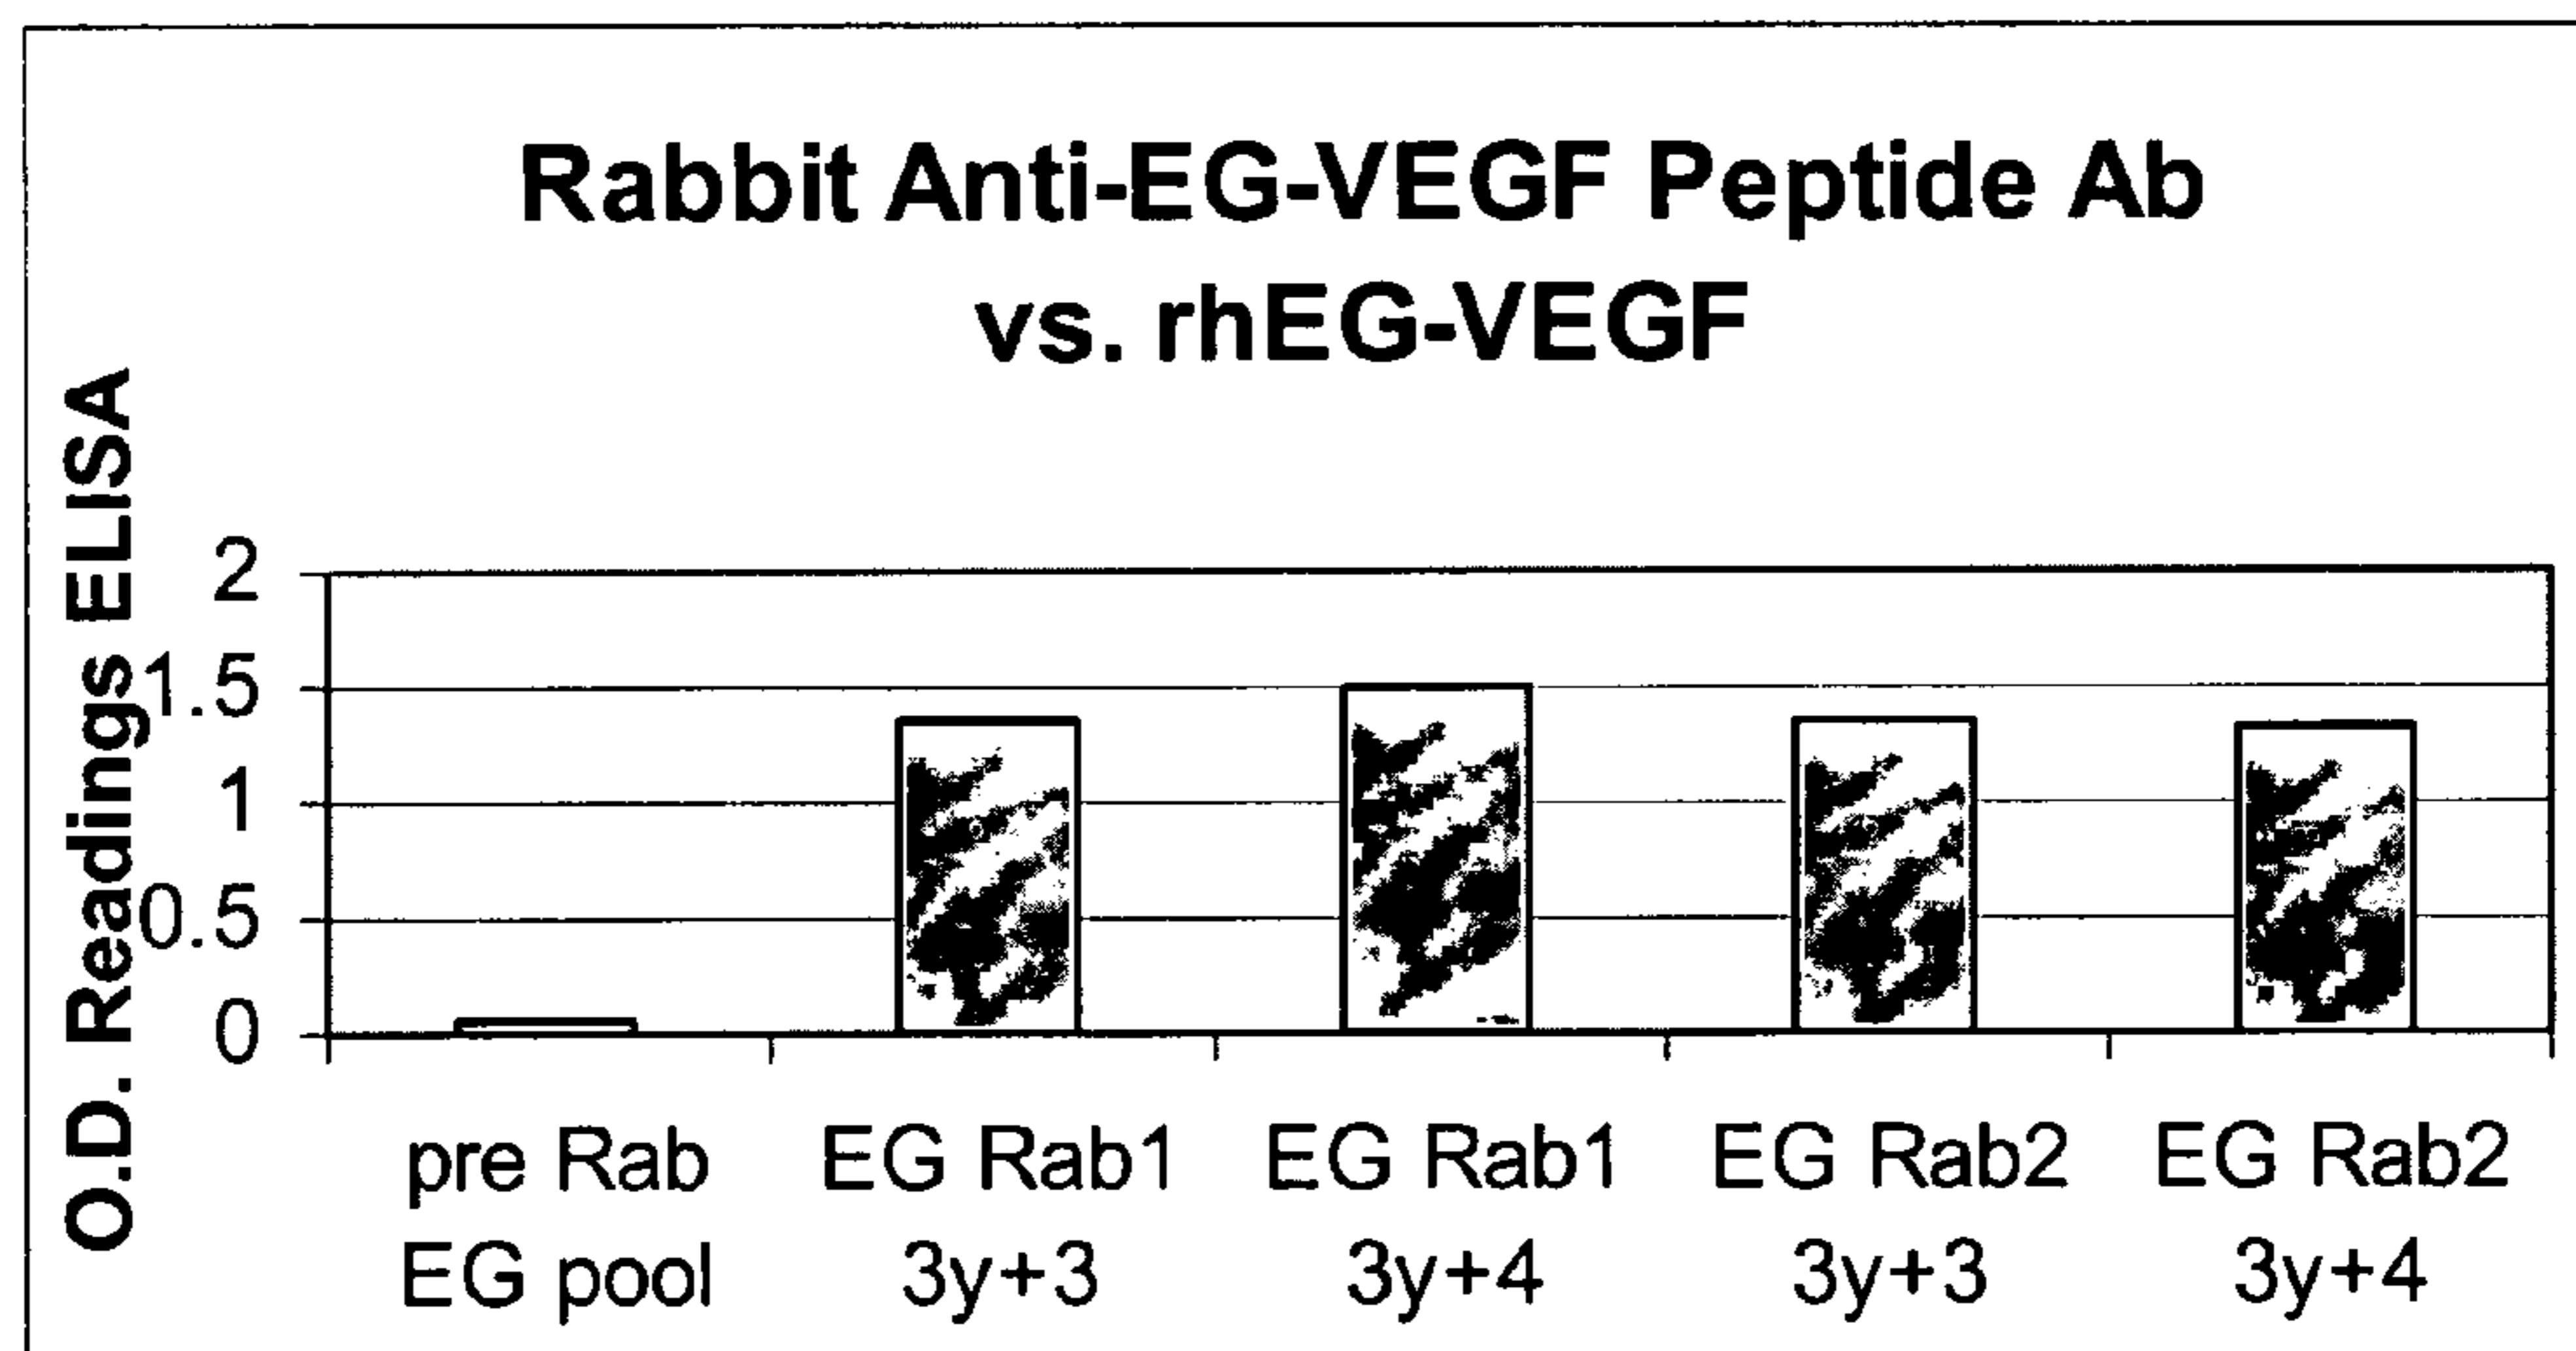 Rabbit Anti-EG-VEGF Peptide Ab
vs. rhEG-VEGF
O.D. Readings ELISA
2
1.5
1
0.5
0
pre Rab EG Rab1 EG Rab1 EG Rab2 EG Rab2
EG pool 3y+3 3y+4 3y+3 3y+4